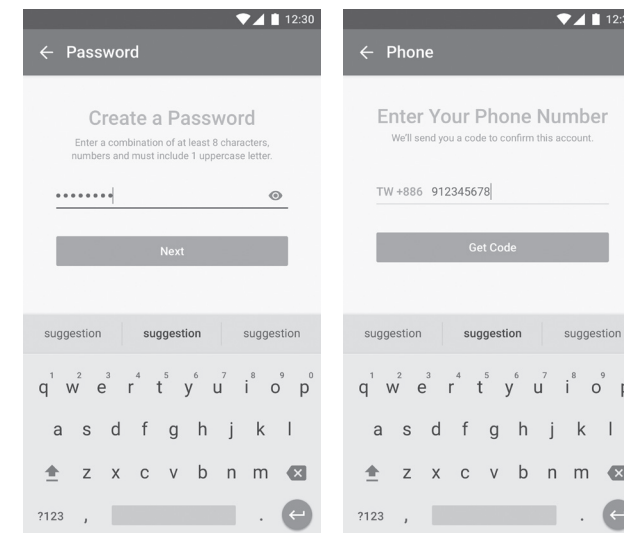 12:30
Password
Create a Password
Enter a combination of at least 8 characters,
numbers and must include 1 uppercase letter.
••••••••
Next
suggestion suggestion suggestion
1 2 3 4 5 6 7 8 9 0
q w e r t y u i o p
a s d f g h j k l
z x c v b n m
?123 , .
12:3
Phone
Enter Your Phone Number
We'll send you a code to confirm this account.
TW +886 912345678
Get Code
suggestion suggestion suggestion
1 2 3 4 5 6 7 8 9
q w e r t y u i o p
a s d f g h j k l
z x c v b n m
?123 , .